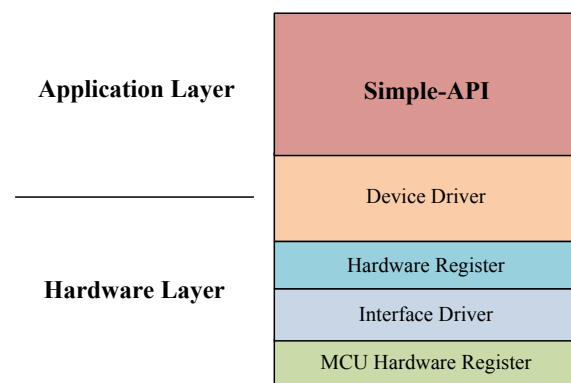 Application Layer
Simple-API
Device Driver
Hardware Register
Hardware Layer
Interface Driver
MCU Hardware Register